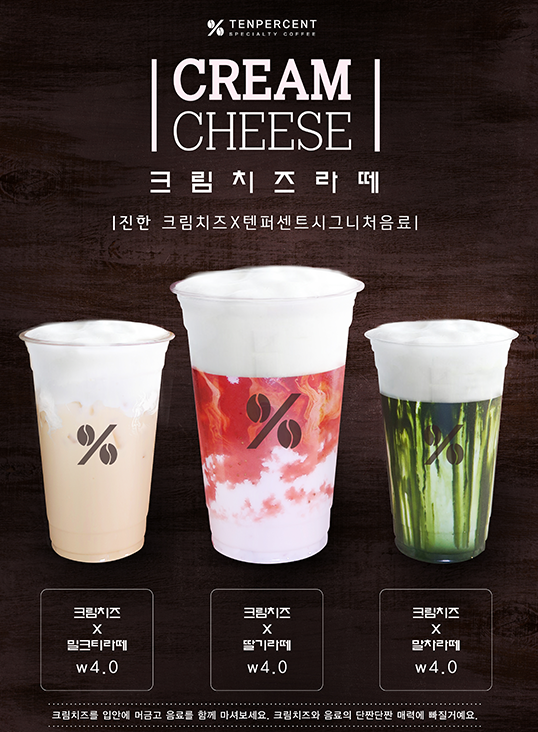 TENPERCENT
SPECIALTY COFFEE
CREAM
CHEESE
크림치즈라떼
|진한 크림치즈X텐퍼센트시그니처음료|
크림치즈
X
밀크티라떼
₩4.0
크림치즈
X
딸기라떼
₩4.0
크림치즈
X
말차라떼
₩4.0
크림치즈를 입안에 머금고 음료를 함께 마셔보세요. 크림치즈와 음료의 단짠단짠 매력에 빠질거예요.